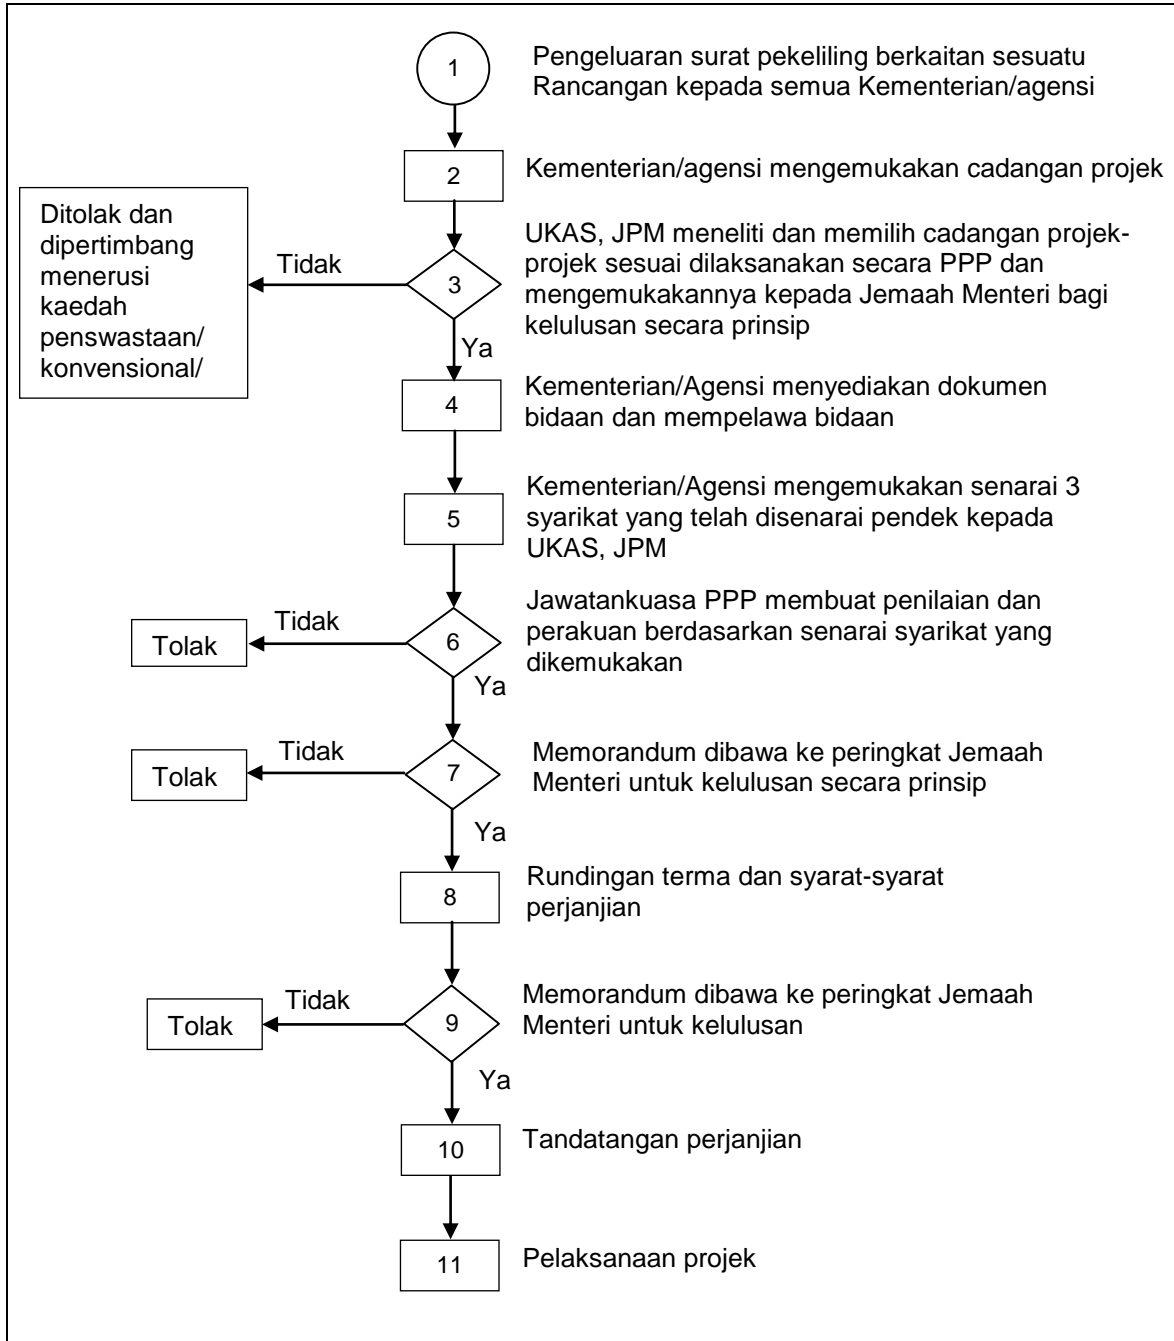 1
Pengeluaran surat pekeliling berkaitan sesuatu
Rancangan kepada semua Kementerian/agensi
2
Kementerian/agensi mengemukakan cadangan projek
Ditolak dan
dipertimbang
menerusi
kaedah
penswastaan/
konvensional/
Tidak
3
UKAS, JPM meneliti dan memilih cadangan projek-
projek sesuai dilaksanakan secara PPP dan
mengemukakannya kepada Jemaah Menteri bagi
kelulusan secara prinsip
Ya
4
Kementerian/Agensi menyediakan dokumen
bidaan dan mempelawa bidaan
5
Kementerian/Agensi mengemukakan senarai 3
syarikat yang telah disenarai pendek kepada
UKAS, JPM
Tolak
Tidak
6
Jawatankuasa PPP membuat penilaian dan
perakuan berdasarkan senarai syarikat yang
dikemukakan
Ya
Tolak
Tidak
7
Memorandum dibawa ke peringkat Jemaah
Menteri untuk kelulusan secara prinsip
Ya
8
Rundingan terma dan syarat-syarat
perjanjian
Tolak
Tidak
9
Memorandum dibawa ke peringkat Jemaah
Menteri untuk kelulusan
Ya
10
Tandatangan perjanjian
11
Pelaksanaan projek